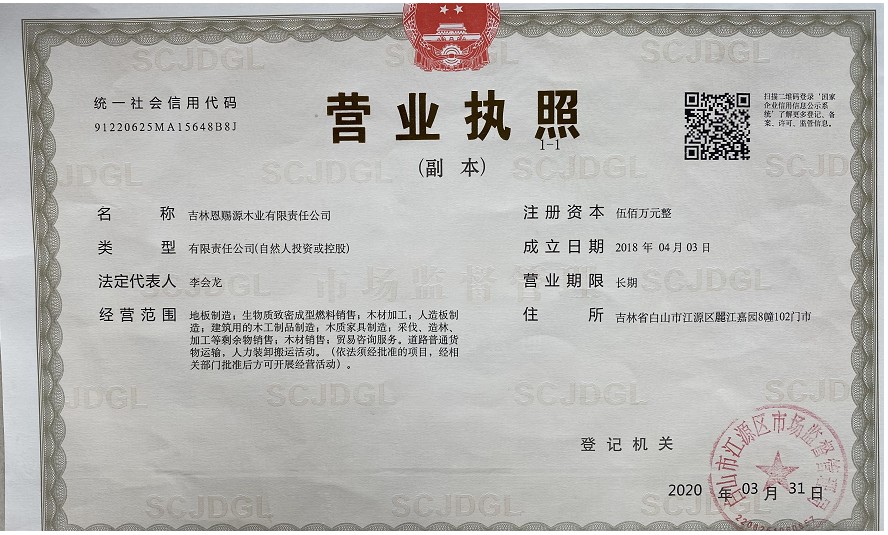 统一社会信用代码
91220625MA15648B8J
营业执照
1-1
(副 本)
扫描二维码登录‘国家
企业信用信息公示系
统’了解更多登记、备
案、许可、监管信息。
名 称 吉林恩赐源木业有限责任公司
类 型 有限责任公司(自然人投资或控股)
法定代表人 李会龙
经营范围 地板制造；生物质致密成型燃料销售；木材加工；人造板制
造；建筑用的木工制品制造；木质家具制造；采伐、造林、
加工等剩余物销售；木材销售；贸易咨询服务。道路普通货
物运输，人力装卸搬运活动。（依法须经批准的项目，经相
关部门批准后方可开展经营活动）。
注册资本 伍佰万元整
成立日期 2018 年 04 月 03 日
营业期限 长期
住 所 吉林省白山市江源区麗江嘉园8幢102门市
登记机关
2020 年 03 月 31 日
白山市江源区市场监督管理局
SCJDGL
市场监督管理